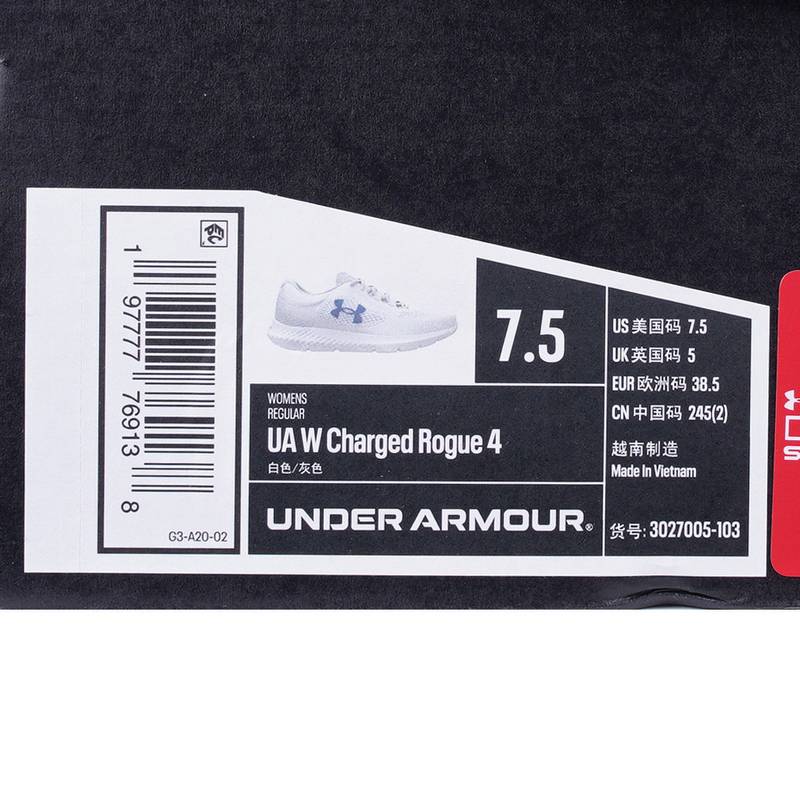 1 97777 76913 8
G3-A20-02
7.5
WOMENS
REGULAR
UA W Charged Rogue 4
白色/灰色
UNDER ARMOUR®
US 美国码 7.5
UK 英国码 5
EUR 欧洲码 38.5
CN 中国码 245(2)
越南制造
Made In Vietnam
货号: 3027005-103